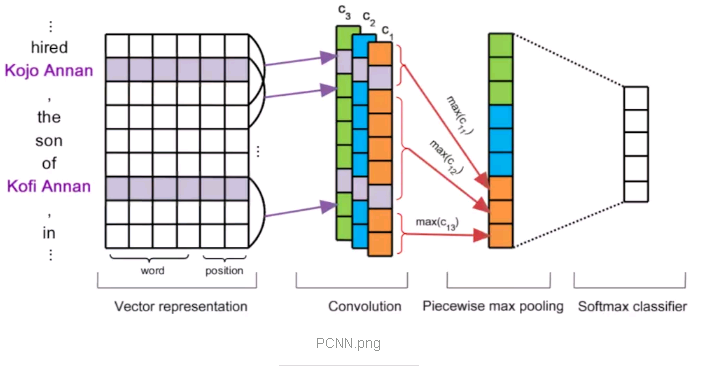 ⋮
hired
Kojo Annan
,
the
son
of
Kofi Annan
,
in
⋮
...
word
position
c3
c2
c1
max(c11)
max(c12)
max(c13)
Vector representation
Convolution
Piecewise max pooling
Softmax classifier
PCNN.png